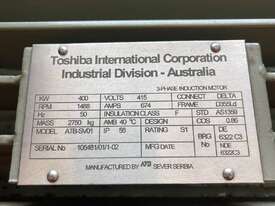 Toshiba International Corporation
Industrial Division - Australia
3-PHASE INDUCTION MOTOR
KW 400 VOLTS 415 CONNECT DELTA
RPM 1488 AMPS 674 FRAME D355Ld
Hz 50 INSULATION CLASS F STD AS1359
MASS 2750 kg AMB 40 °C DESIGN COS 0.86
MODEL ATB-SV01 IP 55 RATING S1 BRG No DE 6322 C3
SERIAL No 105481/01/1-02 NDE 6322C3
MANUFACTURED BY ATB SEVER SERBIA